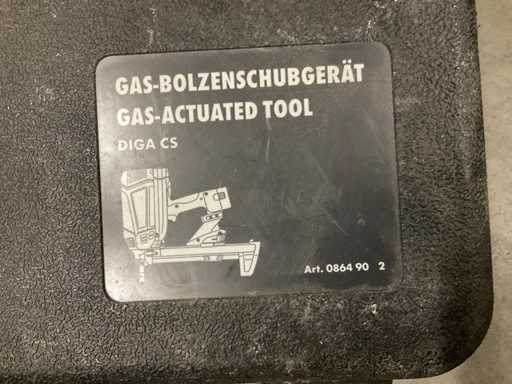 GAS-BOLZENSCHUBGERÄT
GAS-ACTUATED TOOL
DIGA CS
Art. 0864 90 2